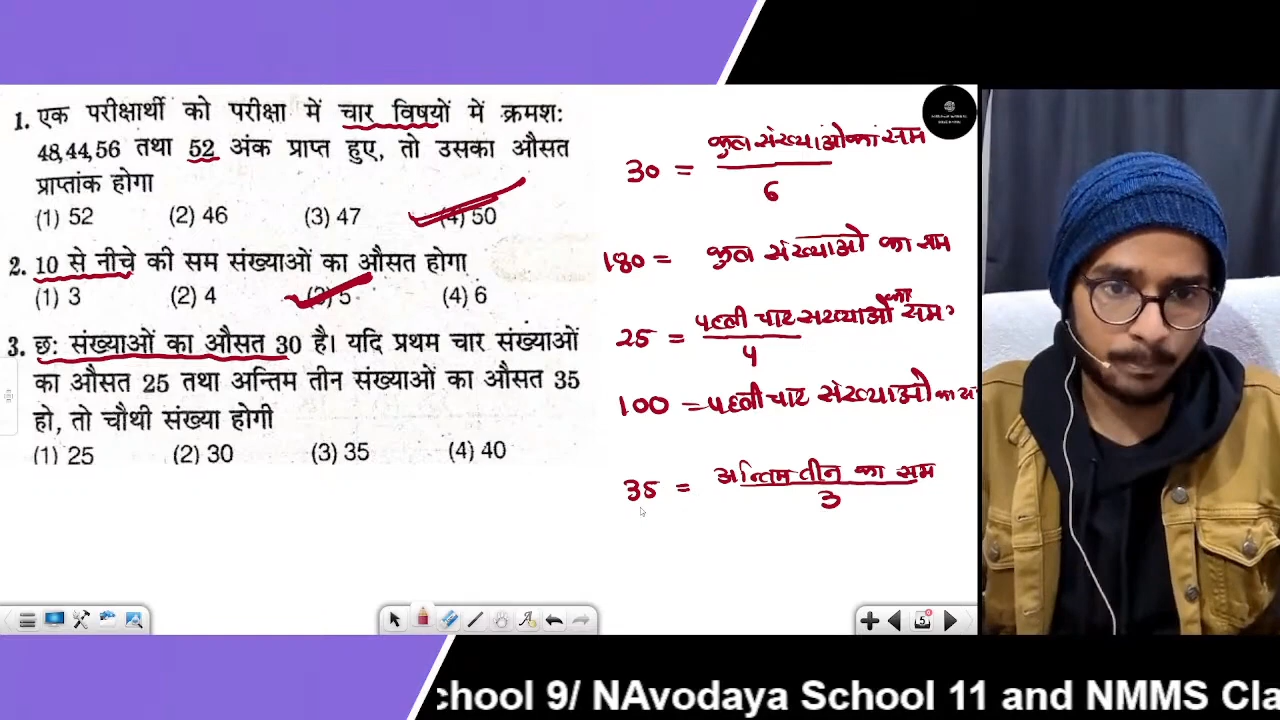 1. एक परीक्षार्थी को परीक्षा में चार विषयों में क्रमशः
48,44,56 तथा 52 अंक प्राप्त हुए, तो उसका औसत
प्राप्तांक होगा
(1) 52 (2) 46 (3) 47 (4) 50
2. 10 से नीचे की सम संख्याओं का औसत होगा
(1) 3 (2) 4 (3) 5 (4) 6
3. छः संख्याओं का औसत 30 है। यदि प्रथम चार संख्याओं
का औसत 25 तथा अन्तिम तीन संख्याओं का औसत 35
हो, तो चौथी संख्या होगी
(1) 25 (2) 30 (3) 35 (4) 40
30 = कुल संख्याओं का सम
6
180 = कुल संख्याओं का सम
25 = पहली चार संख्याओं का सम
4
100 = पहली चार संख्याओं का
35 = अन्तिम तीन का सम
3
5
chool 9/ NAvodaya School 11 and NMMS Cla